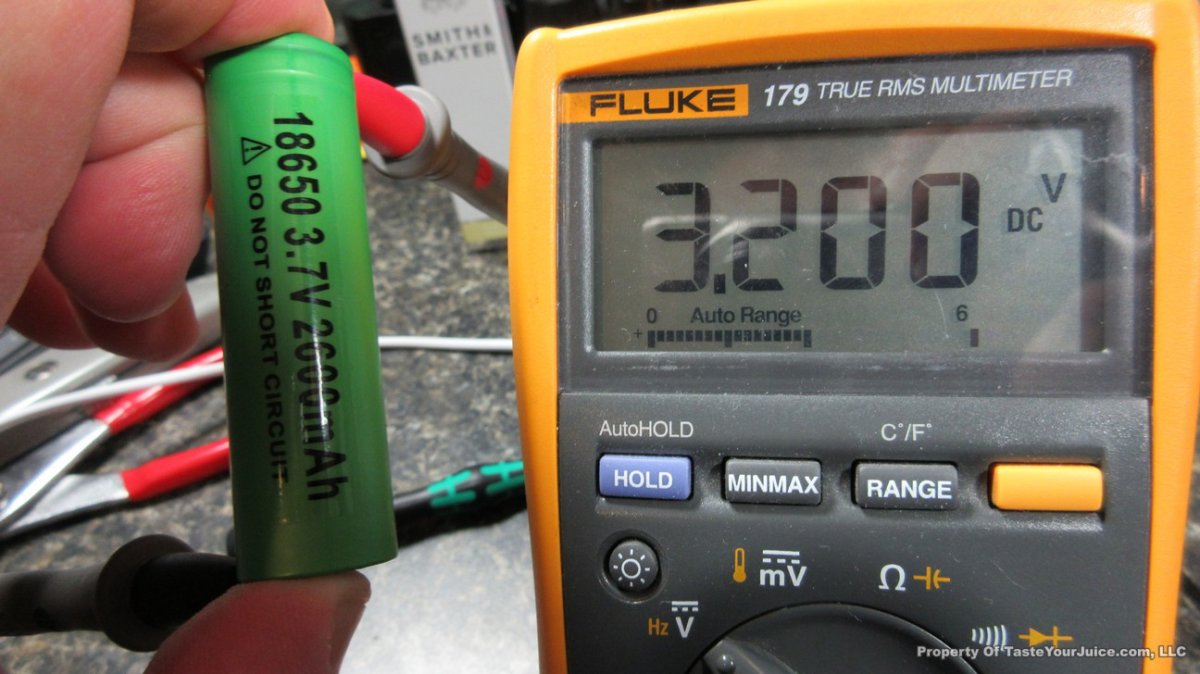 SMITH &
BAXTER
18650 3.7V 2600mAh
DO NOT SHORT CIRCUIT
FLUKE 179 TRUE RMS MULTIMETER
3.200 V DC
0 Auto Range 6
+
AutoHOLD C°/F°
HOLD MINMAX RANGE
mV Ω
Hz V
Property Of TasteYourJuice.com, LLC